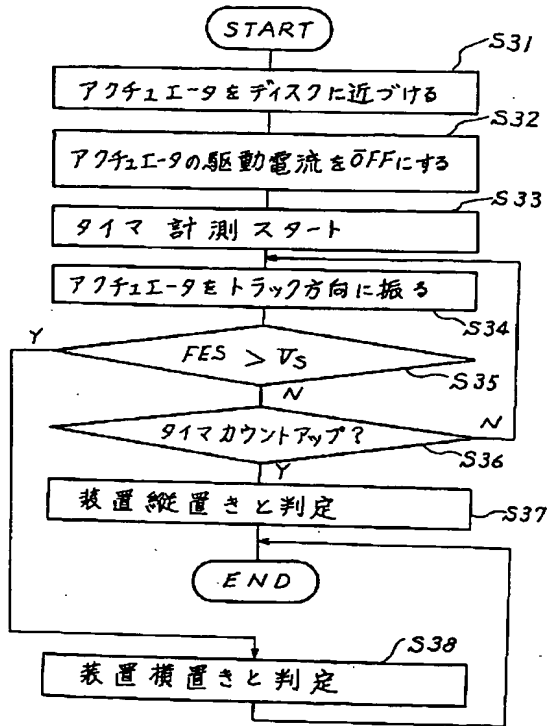 START
S31
アクチュエータをディスクに近づける
S32
アクチュエータの駆動電流をOFFにする
S33
タイマ 計測スタート
アクチュエータをトラック方向に振る
S34
Y
FES > VS
S35
N
タイマカウントアップ?
N
S36
Y
装置縦置きと判定
S37
END
S38
装置横置きと判定